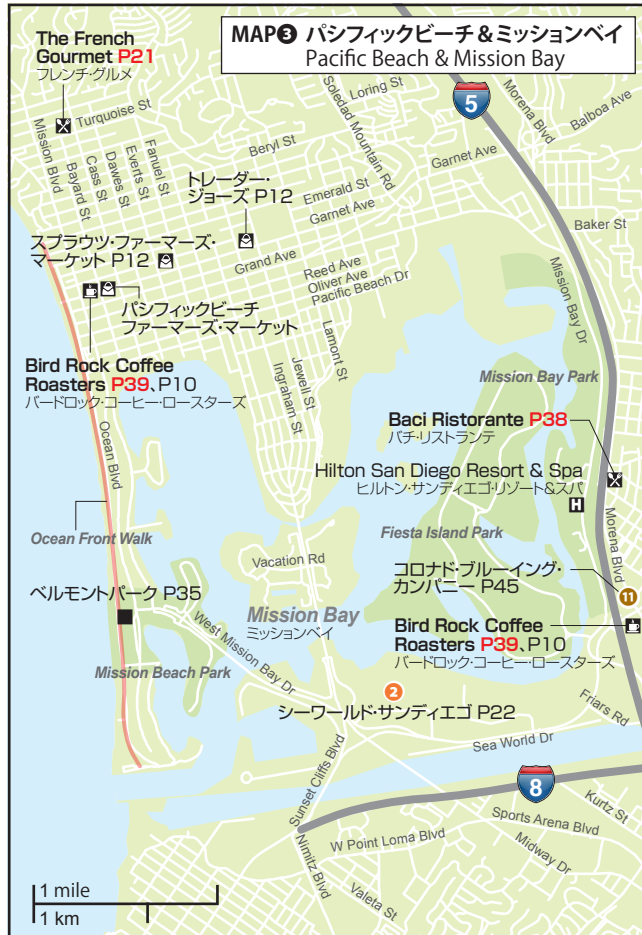 MAP❸ パシフィックビーチ&ミッションベイ
Pacific Beach & Mission Bay
The French
Gourmet P21
フレンチ・グルメ
Turquoise St
Mission Blvd
Bayard St
Cass St
Dawes St
Everts St
Fanuel St
Loring St
Soledad Mountain Rd
5
Morena Blvd
Balboa Ave
Beryl St
Garnet Ave
トレーダー・
ジョーズ P12
Emerald St
Garnet Ave
Baker St
スプラウツ・ファーマーズ・
マーケット P12
Grand Ave
Reed Ave
Oliver Ave
Pacific Beach Dr
Mission Bay Dr
パシフィックビーチ
ファーマーズ・マーケット
Bird Rock Coffee
Roasters P39、P10
バードロック・コーヒー・ロースターズ
Lamont St
Jewell St
Ingraham St
Mission Bay Park
Baci Ristorante P38
バチ・リストランテ
Ocean Blvd
Hilton San Diego Resort & Spa
ヒルトン・サンディエゴ・リゾート&スパ
H
Morena Blvd
Ocean Front Walk
Fiesta Island Park
Vacation Rd
コロナド・ブルーイング・
カンパニー P45
11
ベルモントパーク P35
Mission Bay
ミッションベイ
West Mission Bay Dr
Bird Rock Coffee
Roasters P39、P10
バードロック・コーヒー・ロースターズ
Mission Beach Park
2
シーワールド・サンディエゴ P22
Friars Rd
Sea World Dr
Sunset Cliffs Blvd
8
Kurtz St
Sports Arena Blvd
W Point Loma Blvd
Midway Dr
Nimitz Blvd
Valeta St
1 mile
1 km